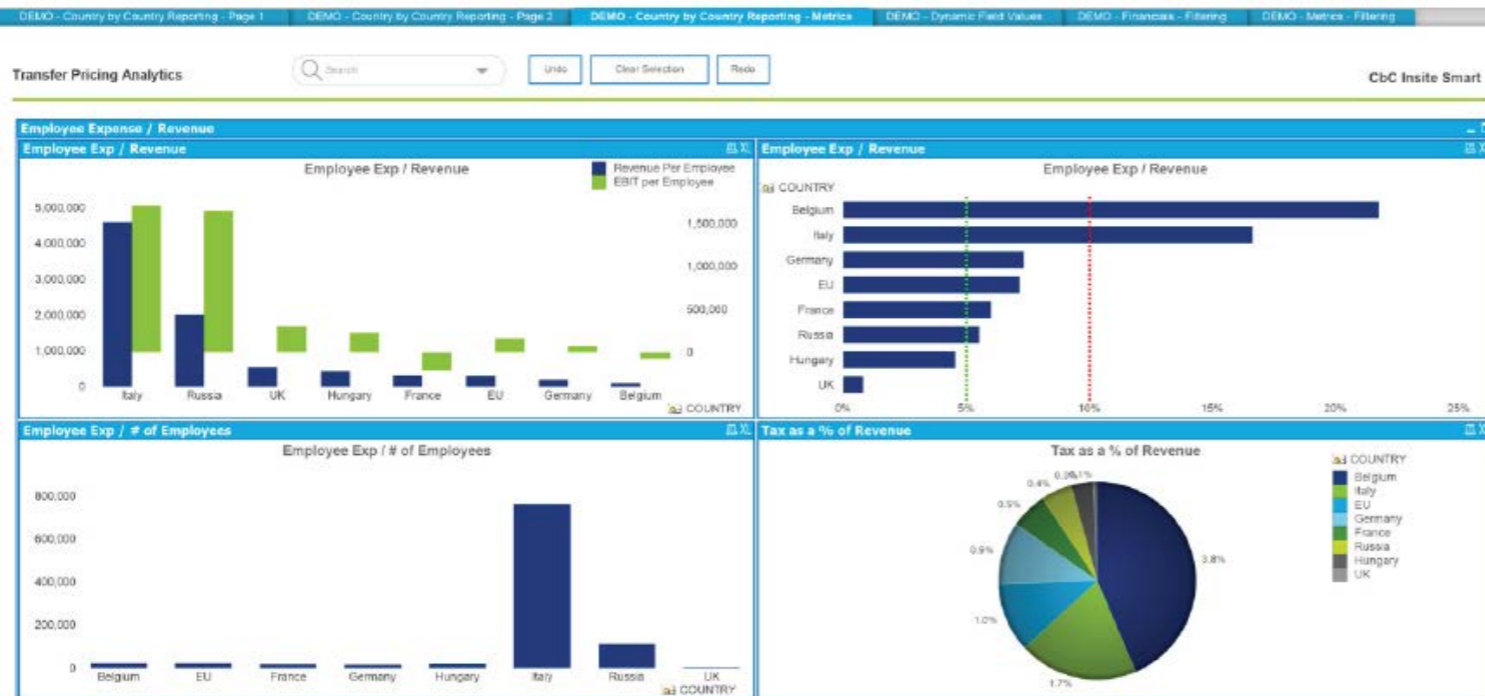 DEMO - Country by Country Reporting - Page 1
DEMO - Country by Country Reporting - Page 2
DEMO - Country by Country Reporting - Metrics
DEMO - Dynamic Field Values
DEMO - Financials - Filtering
DEMO - Metrics - Filtering
Transfer Pricing Analytics
Search
Undo
Clear Selection
Redo
CbC Insite Smart
Employee Expense / Revenue
Employee Exp / Revenue
XL
Employee Exp / Revenue
Revenue Per Employee
EBIT per Employee
5,000,000
4,000,000
3,000,000
2,000,000
1,000,000
0
1,500,000
1,000,000
500,000
0
Italy Russia UK Hungary France EU Germany Belgium
COUNTRY
Employee Exp / Revenue
Employee Exp / Revenue
COUNTRY
Belgium
Italy
Germany
EU
France
Russia
Hungary
UK
0% 5% 10% 15% 20% 25%
Employee Exp / # of Employees
XL
Employee Exp / # of Employees
800,000
600,000
400,000
200,000
0
Belgium EU France Germany Hungary Italy Russia UK
COUNTRY
Tax as a % of Revenue
Tax as a % of Revenue
0.4%
0.5%
0.9%
1.0%
1.7%
3.8%
COUNTRY
Belgium
Italy
EU
Germany
France
Russia
Hungary
UK